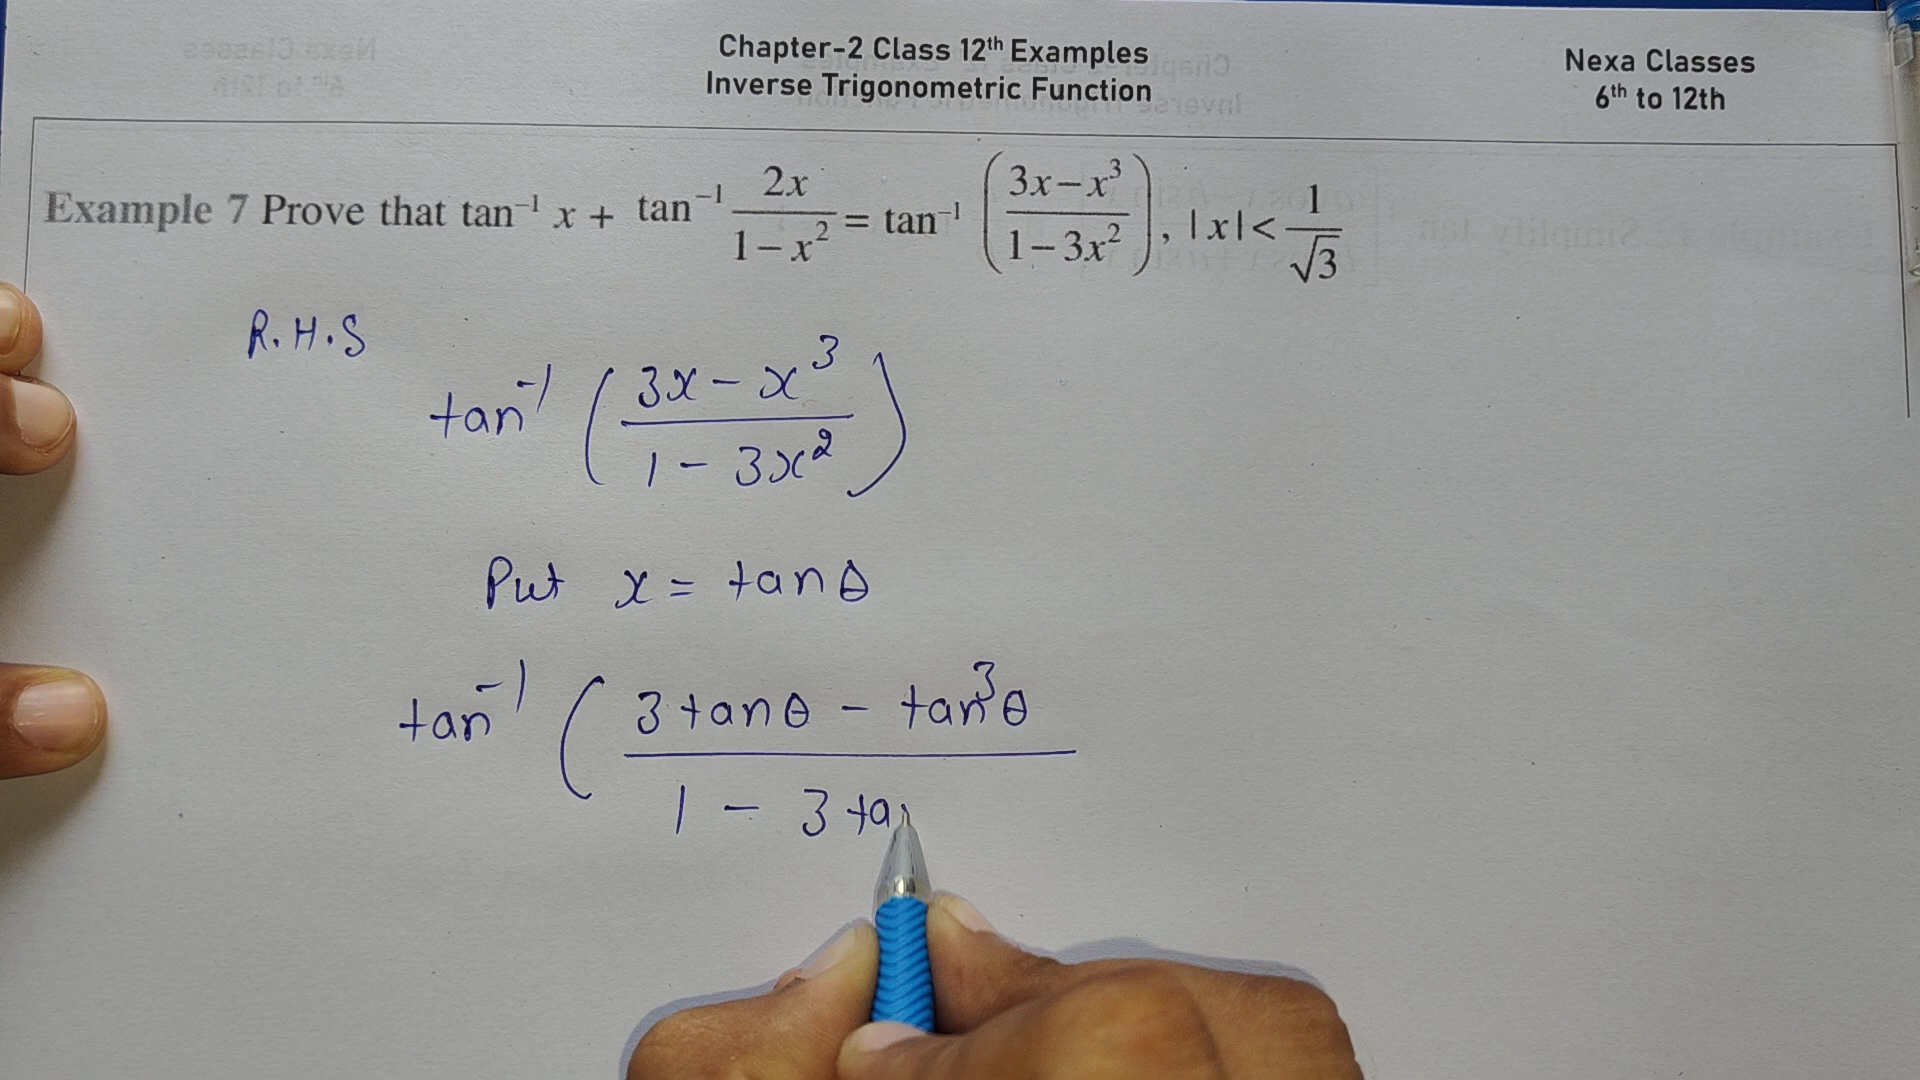 Chapter-2 Class 12th Examples
Inverse Trigonometric Function
Nexa Classes
6th to 12th
Example 7 Prove that tan⁻¹ x + tan⁻¹ 2x/(1 – x²) = tan⁻¹ ((3x – x³)/(1 – 3x²)), |x| < 1/√3
R.H.S
tan⁻¹ ((3x – x³)/(1 – 3x²))
Put x = tanθ
tan⁻¹ ( 3tanθ – tan³θ
1 – 3ta